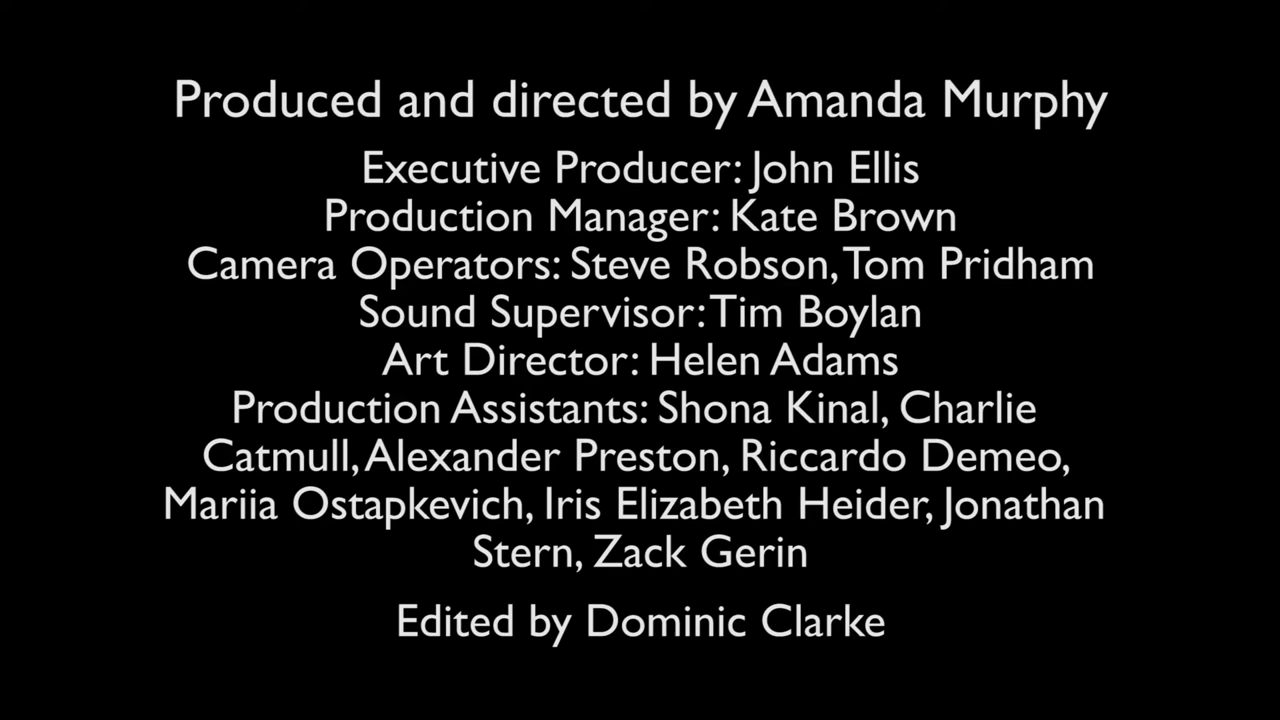 Produced and directed by Amanda Murphy
Executive Producer: John Ellis
Production Manager: Kate Brown
Camera Operators: Steve Robson, Tom Pridham
Sound Supervisor: Tim Boylan
Art Director: Helen Adams
Production Assistants: Shona Kinal, Charlie
Catmull, Alexander Preston, Riccardo Demeo,
Mariia Ostapkevich, Iris Elizabeth Heider, Jonathan
Stern, Zack Gerin
Edited by Dominic Clarke